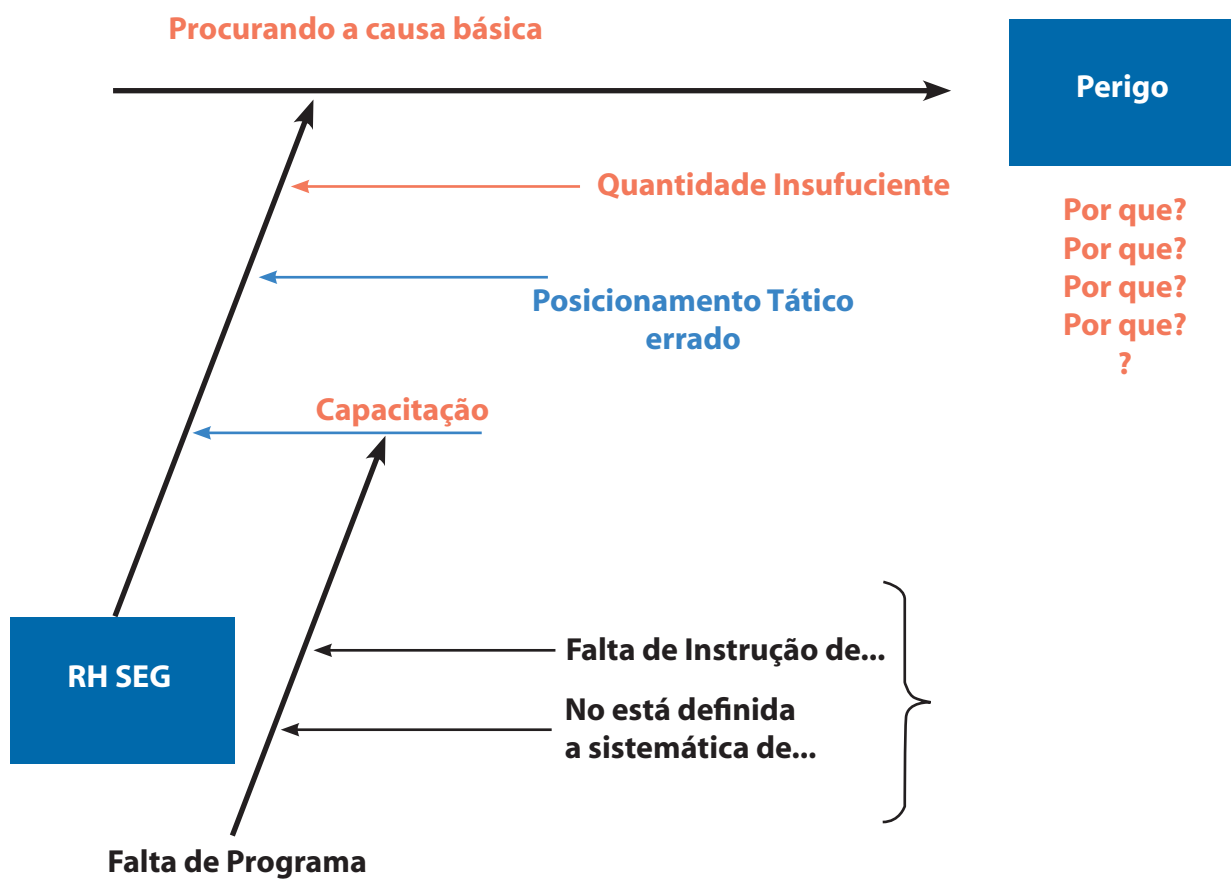 Procurando a causa básica
Perigo
Quantidade Insufuciente
Por que?
Por que?
Por que?
Por que?
?
Posicionamento Tático
errado
Capacitação
RH SEG
Falta de Instrução de...
No está definida
a sistemática de...
Falta de Programa